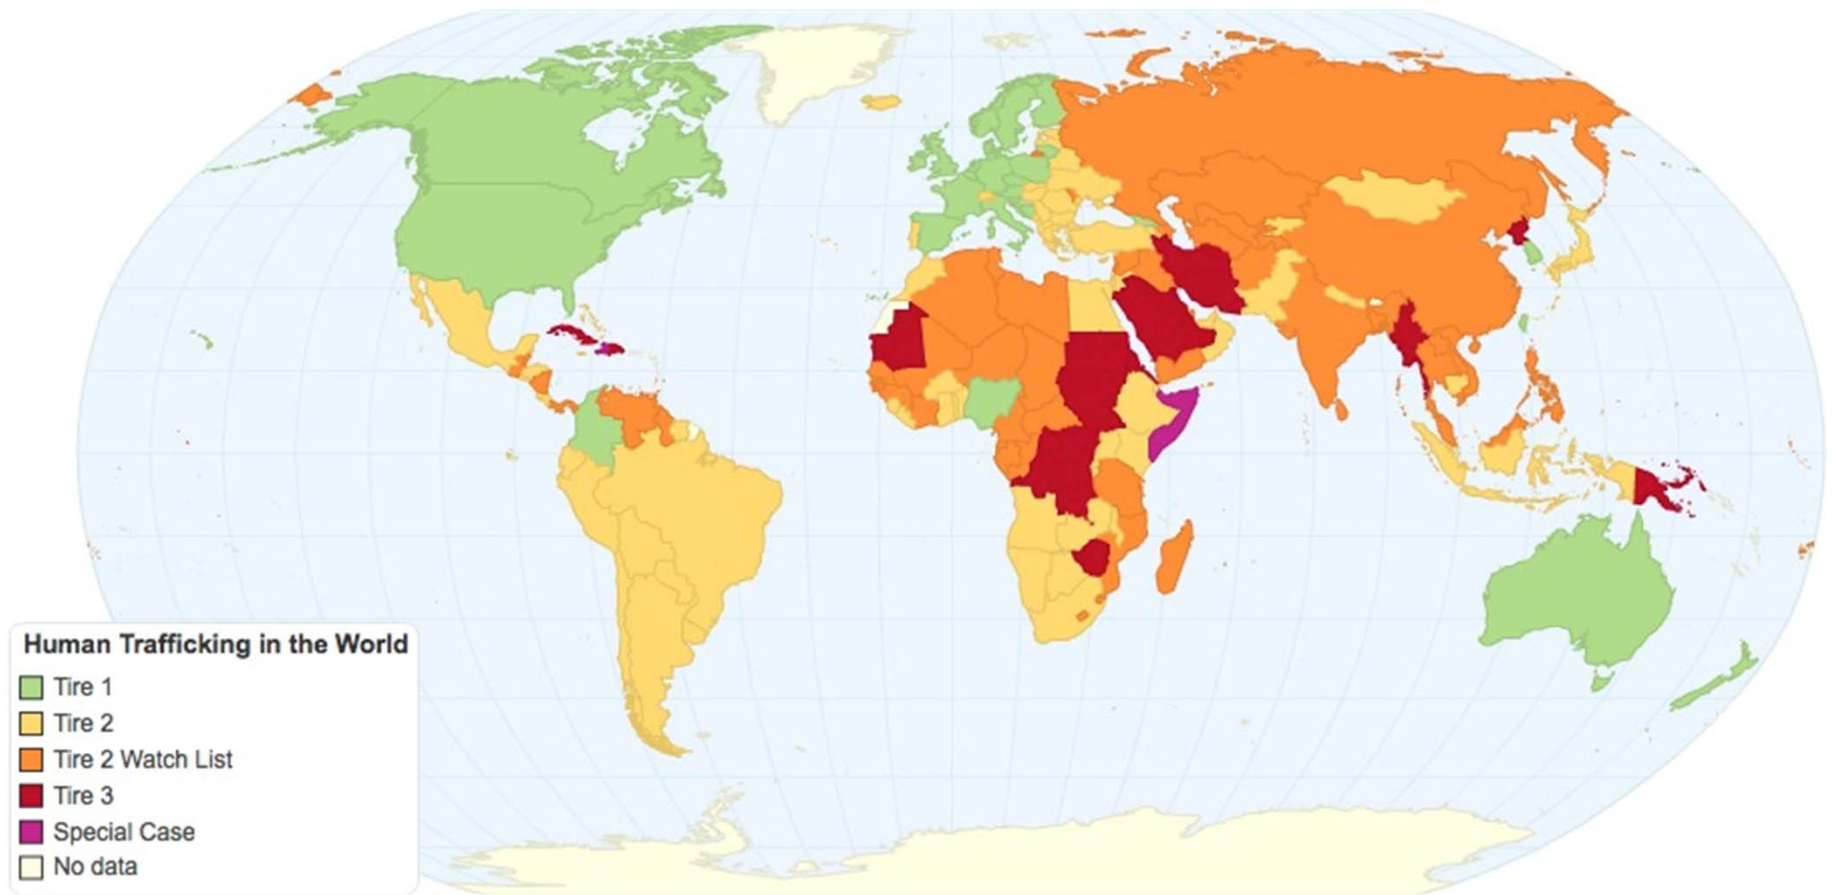 Human Trafficking in the World
Tire 1
Tire 2
Tire 2 Watch List
Tire 3
Special Case
No data